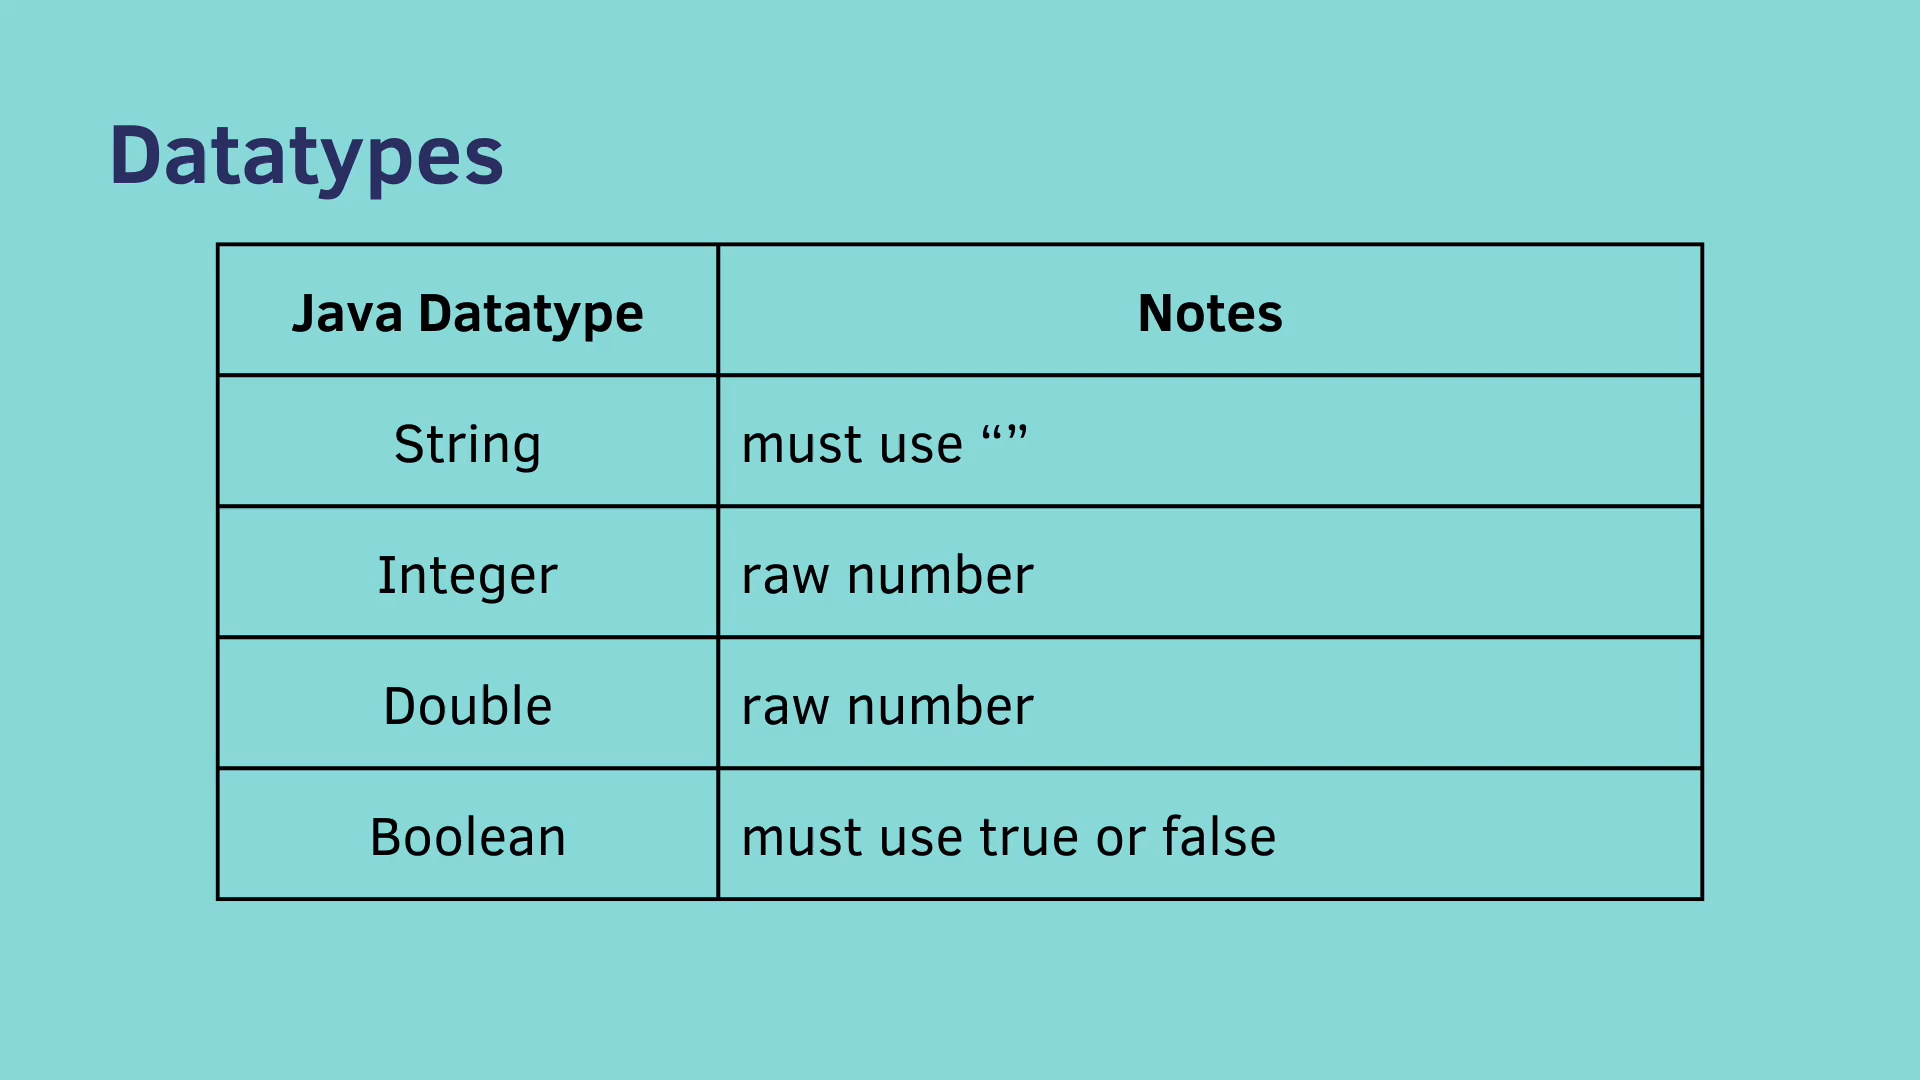 Datatypes
Java Datatype Notes
String must use “”
Integer raw number
Double raw number
Boolean must use true or false